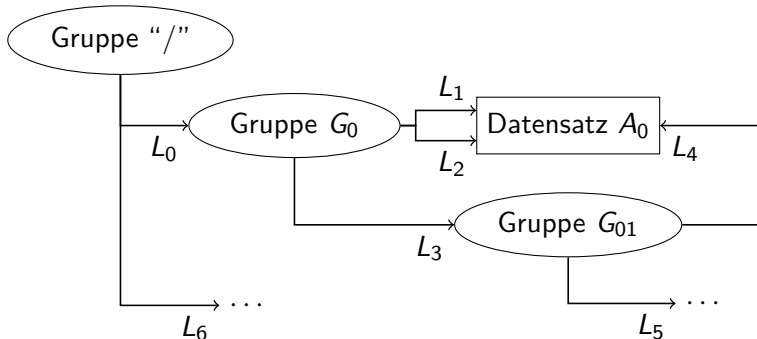 Gruppe “/”
L₁
Gruppe G₀
Datensatz A₀
L₀
L₂
L₄
Gruppe G₀₁
L₃
...
...
L₆
L₅